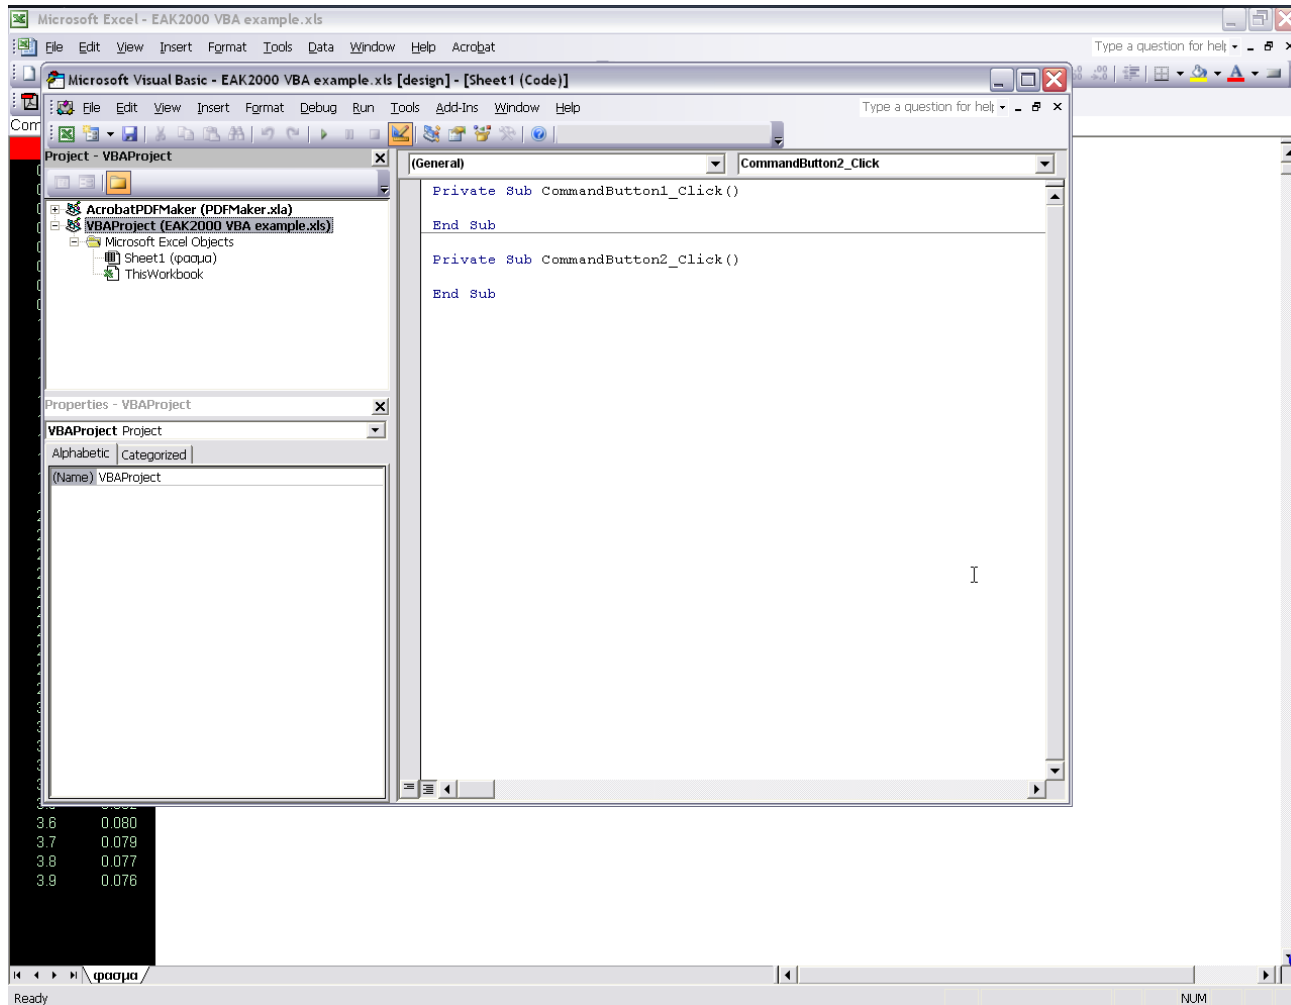 Microsoft Excel - EAK2000 VBA example.xls
File Edit View Insert Format Tools Data Window Help Acrobat
Type a question for help
Microsoft Visual Basic - EAK2000 VBA example.xls [design] - [Sheet1 (Code)]
File Edit View Insert Format Debug Run Tools Add-Ins Window Help
Type a question for help
Com
Project - VBAProject
(General)
CommandButton2_Click
AcrobatPDFMaker (PDFMaker.xla)
VBAProject (EAK2000 VBA example.xls)
Microsoft Excel Objects
Sheet1 (φασμα)
ThisWorkbook
Private Sub CommandButton1_Click()
End Sub
Private Sub CommandButton2_Click()
End Sub
Properties - VBAProject
VBAProject Project
Alphabetic Categorized
(Name) VBAProject
3.6 0.080
3.7 0.079
3.8 0.077
3.9 0.076
φασμα
Ready
NUM